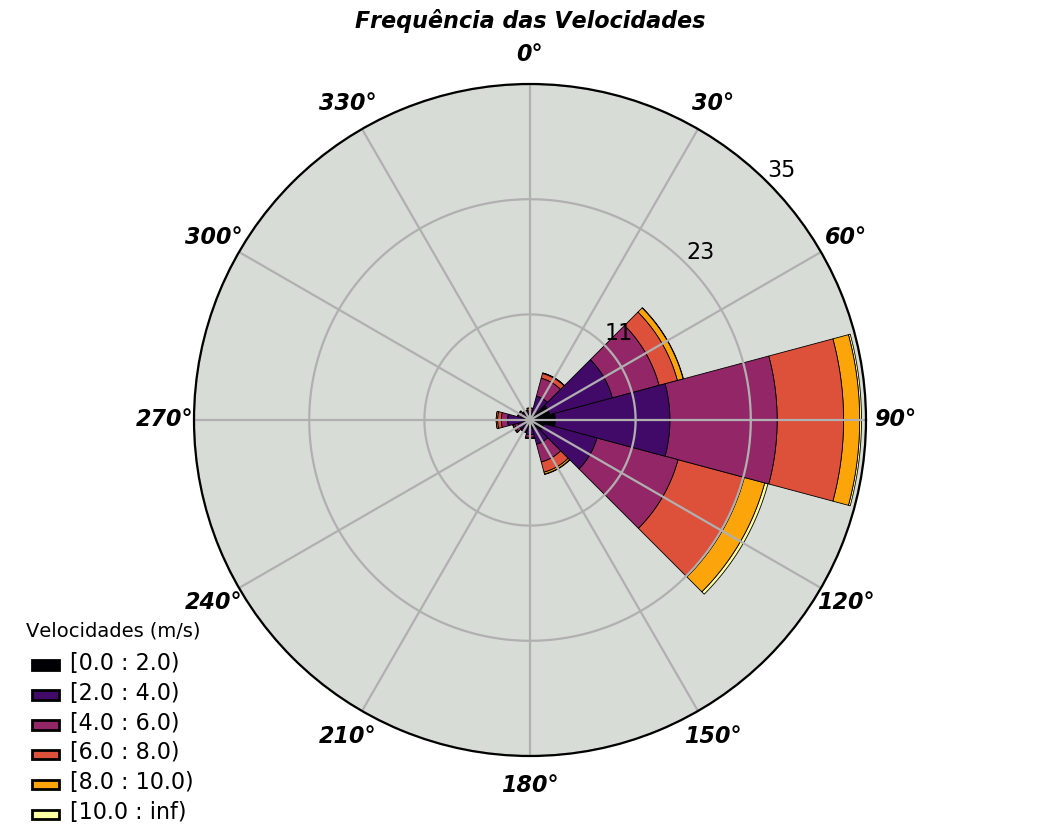 Frequência das Velocidades
0°
330°
30°
35
300°
60°
23
11
270°
90°
240°
120°
Velocidades (m/s)
[0.0 : 2.0)
[2.0 : 4.0)
[4.0 : 6.0)
210°
150°
[6.0 : 8.0)
180°
[8.0 : 10.0)
[10.0 : inf)